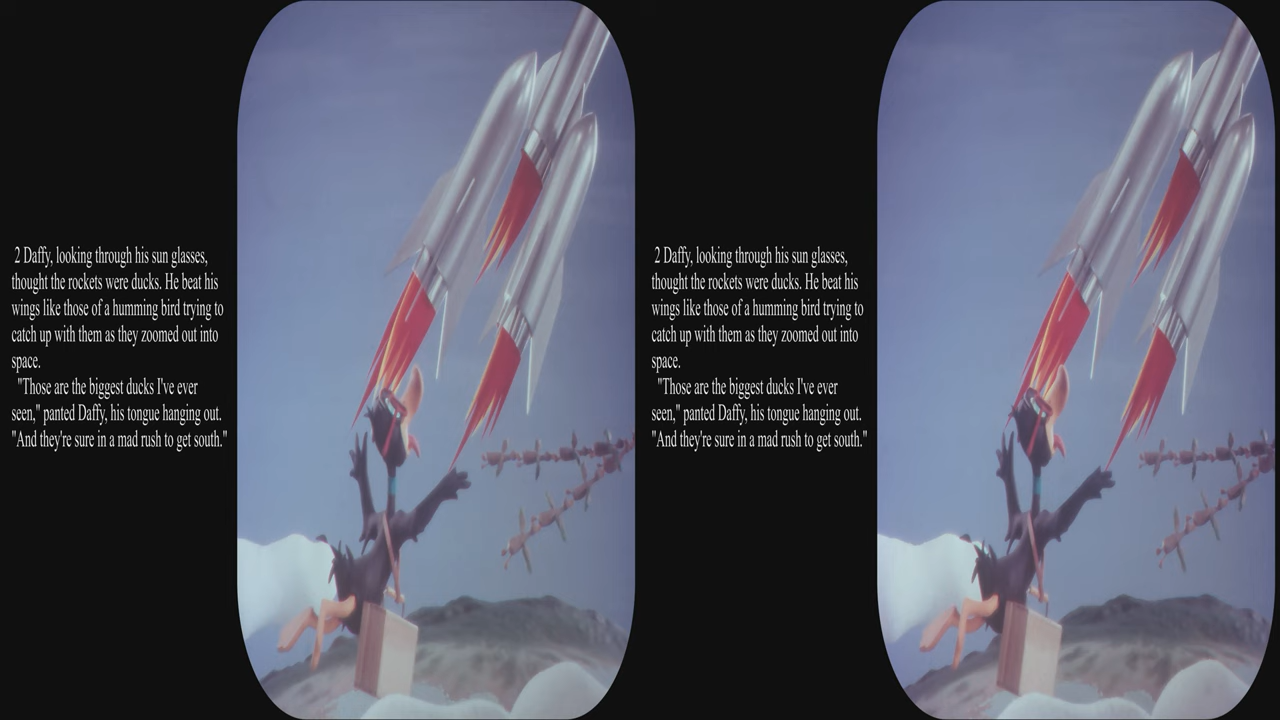 2 Daffy, looking through his sun glasses,
thought the rockets were ducks. He beat his
wings like those of a humming bird trying to
catch up with them as they zoomed out into
space.
"Those are the biggest ducks I've ever
seen," panted Daffy, his tongue hanging out.
"And they're sure in a mad rush to get south."
2 Daffy, looking through his sun glasses,
thought the rockets were ducks. He beat his
wings like those of a humming bird trying to
catch up with them as they zoomed out into
space.
"Those are the biggest ducks I've ever
seen," panted Daffy, his tongue hanging out.
"And they're sure in a mad rush to get south."